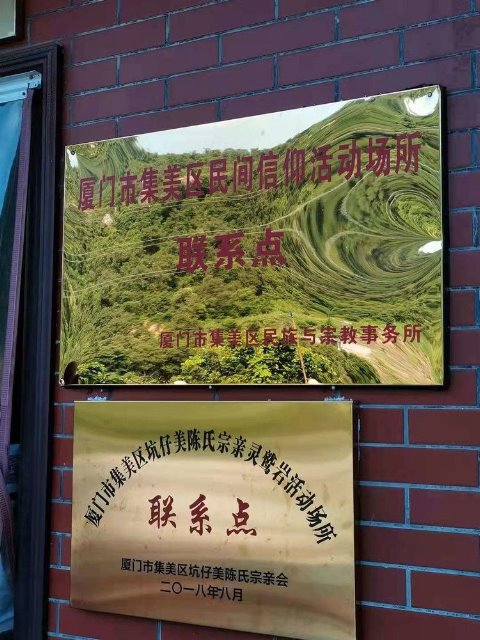 厦门市集美区民间信仰活动场所
联系点
厦门市集美区民族与宗教事务所
厦门市集美区坑仔美陈氏宗亲灵鹫岩活动场所
联系点
厦门市集美区坑仔美陈氏宗亲会
二〇一八年八月